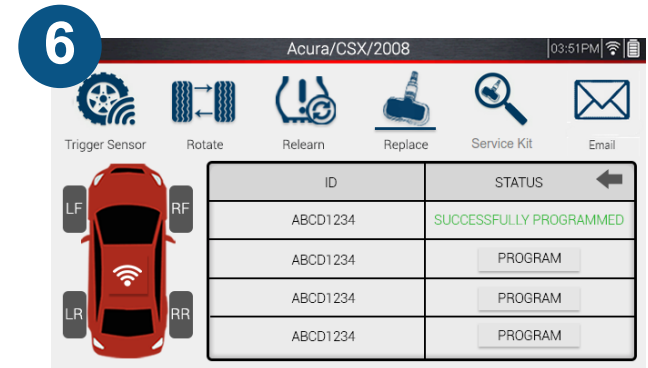 6
Acura/CSX/2008 03:51PM
Trigger Sensor Rotate Relearn Replace Service Kit Email
LF RF
LR RR
ID STATUS
ABCD1234 SUCCESSFULLY PROGRAMMED
ABCD1234 PROGRAM
ABCD1234 PROGRAM
ABCD1234 PROGRAM